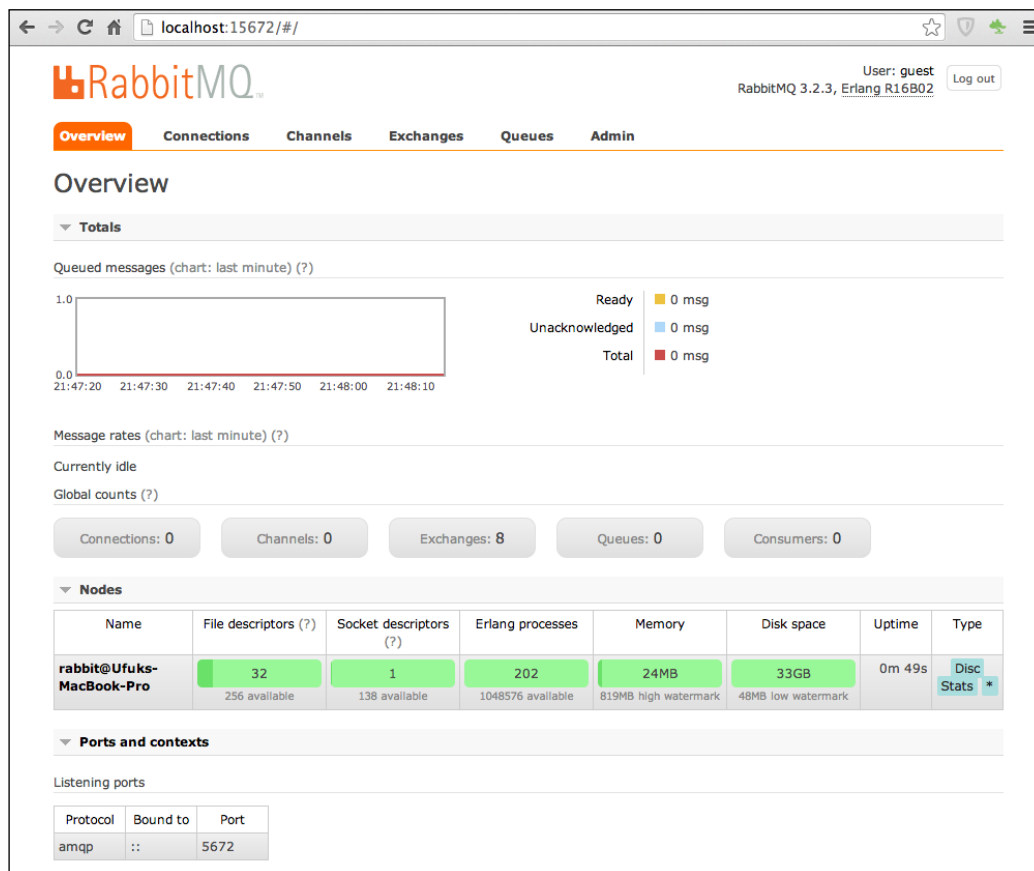 localhost:15672/#/
RabbitMQ
User: guest
RabbitMQ 3.2.3, Erlang R16B02
Log out
Overview Connections Channels Exchanges Queues Admin
Overview
Totals
Queued messages (chart: last minute) (?)
1.0
0.0
21:47:20 21:47:30 21:47:40 21:47:50 21:48:00 21:48:10
Ready 0 msg
Unacknowledged 0 msg
Total 0 msg
Message rates (chart: last minute) (?)
Currently idle
Global counts (?)
Connections: 0 Channels: 0 Exchanges: 8 Queues: 0 Consumers: 0
Nodes
Name File descriptors (?) Socket descriptors (?) Erlang processes Memory Disk space Uptime Type
rabbit@Ufuks-MacBook-Pro
32
256 available
1
138 available
202
1048576 available
24MB
819MB high watermark
33GB
48MB low watermark
0m 49s
Disc
Stats *
Ports and contexts
Listening ports
Protocol Bound to Port
amqp :: 5672